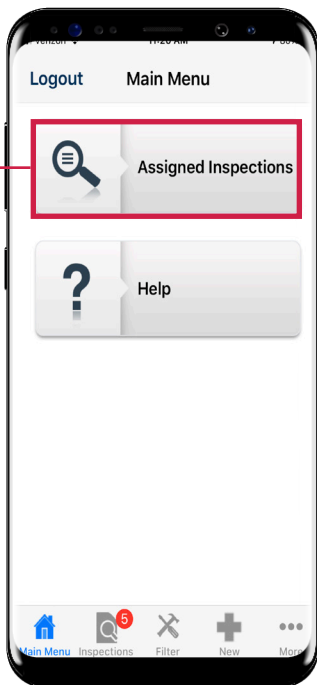 Logout Main Menu
Assigned Inspections
?
Help
5
Main Menu Inspections Filter New More